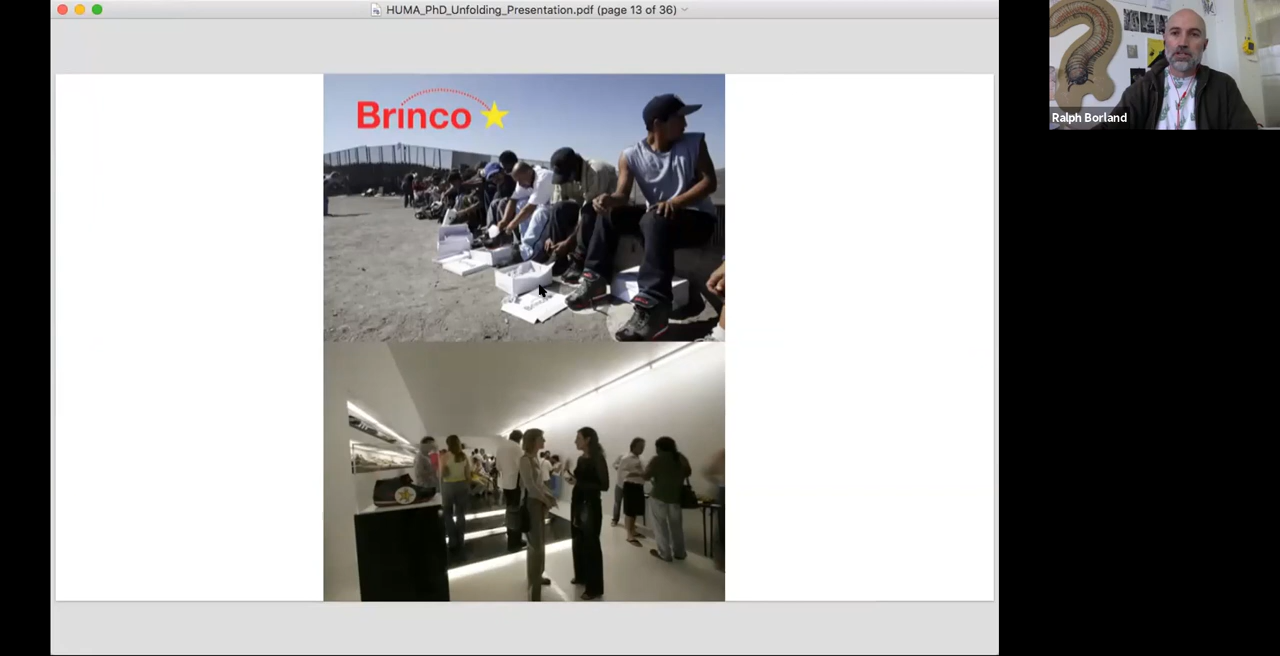 HUMA_PhD_Unfolding_Presentation.pdf (page 13 of 36)
Brinco
Ralph Borland